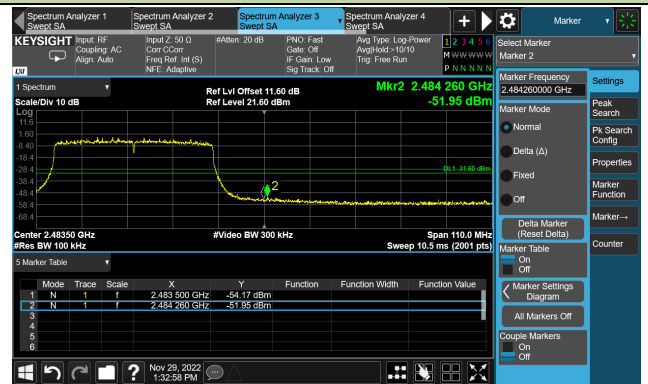 Spectrum Analyzer 1
Swept SA
Spectrum Analyzer 2
Swept SA
Spectrum Analyzer 3
Swept SA
Spectrum Analyzer 4
Swept SA
Marker
KEYSIGHT
LXI
Input: RF
Coupling: AC
Align: Auto
Input Z: 50 Ω
Corr CCorr
Freq Ref: Int (S)
NFE: Adaptive
#Atten: 20 dB
PNO: Fast
Gate: Off
IF Gain: Low
Sig Track: Off
Avg Type: Log-Power
Avg|Hold:>10/10
Trig: Free Run
1 2 3 4 5 6
M W W W W W
P N N N N N
Select Marker
Marker 2
1 Spectrum
Scale/Div 10 dB
Ref Lvl Offset 11.60 dB
Ref Level 21.60 dBm
Mkr2 2.484 260 GHz
-51.95 dBm
Log
11.6
1.60
-8.40
-18.4
-28.4
-38.4
-48.4
-58.4
-68.4
DL1 -31.60 dBm
2
Center 2.48350 GHz
#Res BW 100 kHz
#Video BW 300 kHz
Span 110.0 MHz
Sweep 10.5 ms (2001 pts)
5 Marker Table
Mode Trace Scale X Y Function Function Width Function Value
1 N 1 f 2.483 500 GHz -54.17 dBm
2 N 1 f 2.484 260 GHz -51.95 dBm
3
4
5
6
Marker Frequency
2.484260000 GHz
Marker Mode
Normal
Delta (Δ)
Fixed
Off
Delta Marker
(Reset Delta)
Marker Table
On
Off
Marker Settings
Diagram
All Markers Off
Couple Markers
On
Off
Settings
Peak
Search
Pk Search
Config
Properties
Marker
Function
Marker→
Counter
?
Nov 29, 2022
1:32:58 PM